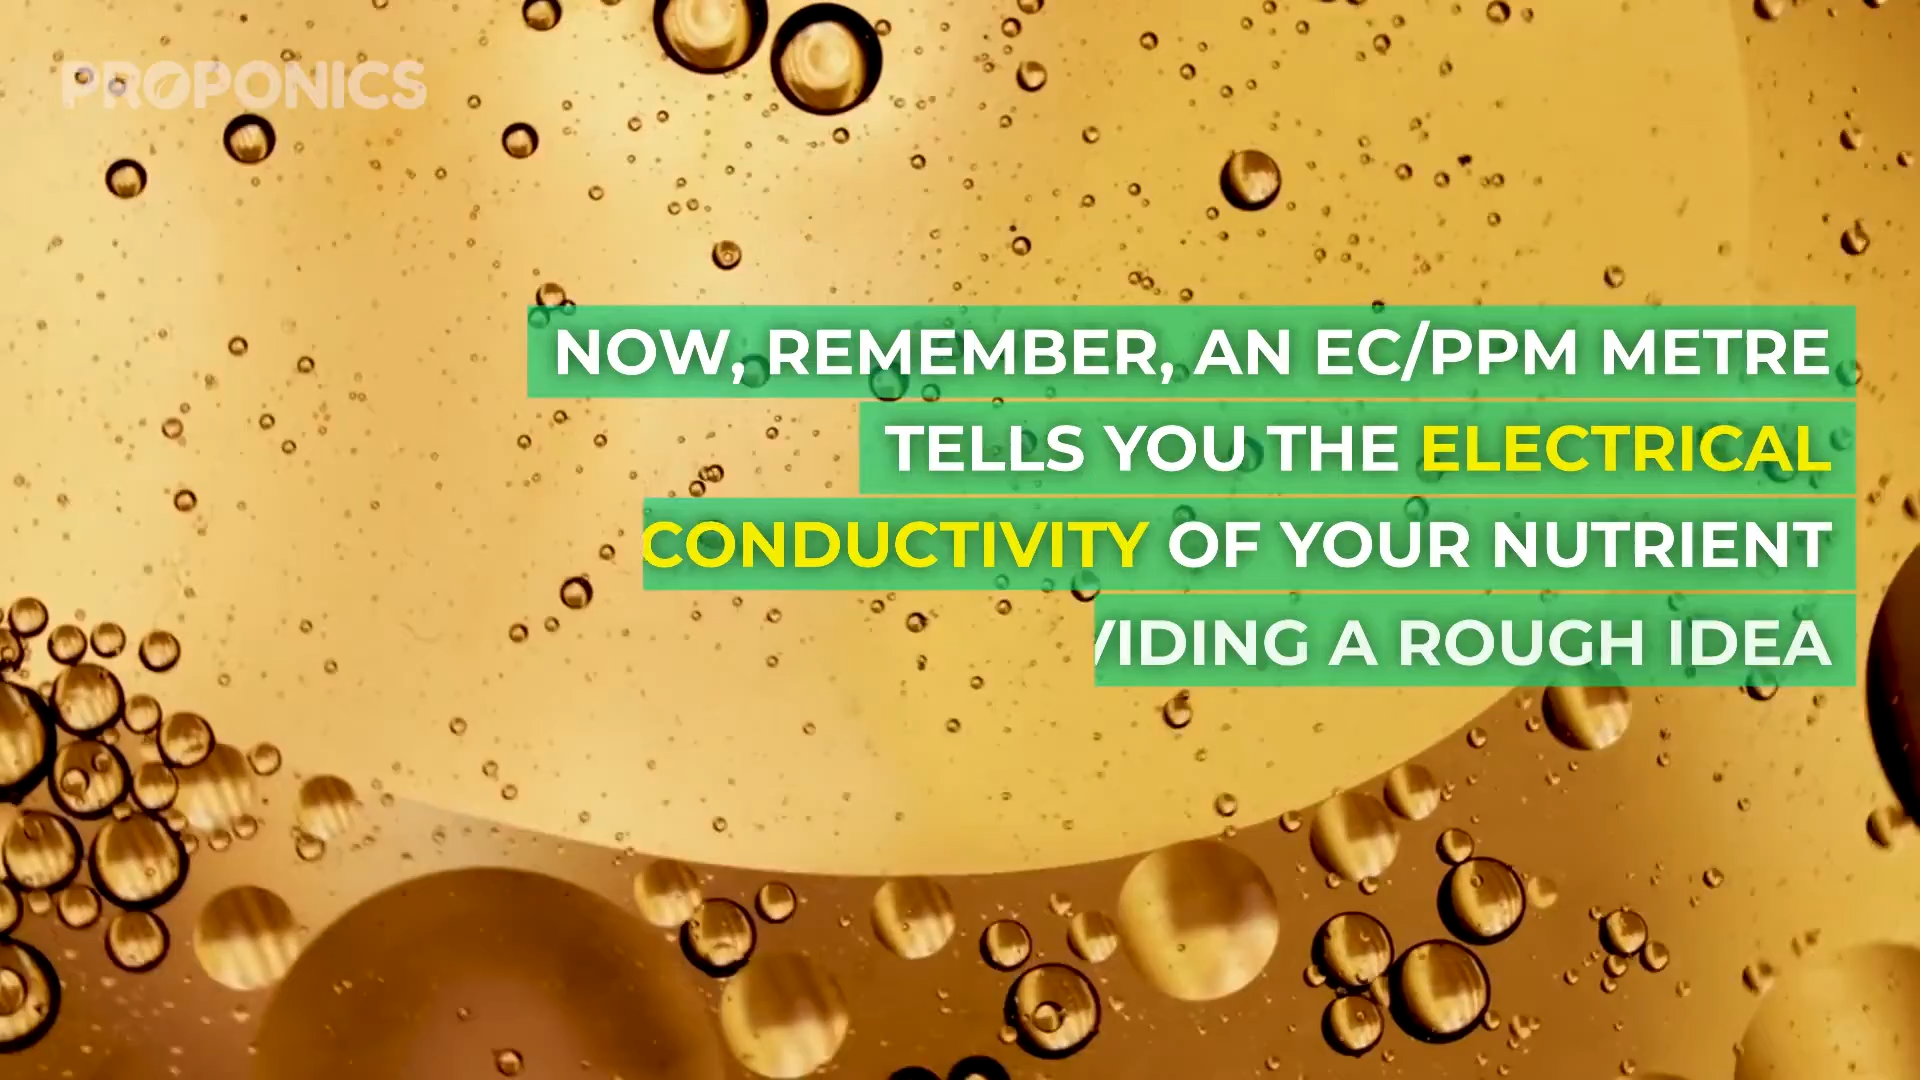 PROPONICS
NOW, REMEMBER, AN EC/PPM METRE
TELLS YOU THE ELECTRICAL
CONDUCTIVITY OF YOUR NUTRIENT
A ROUGH IDEA